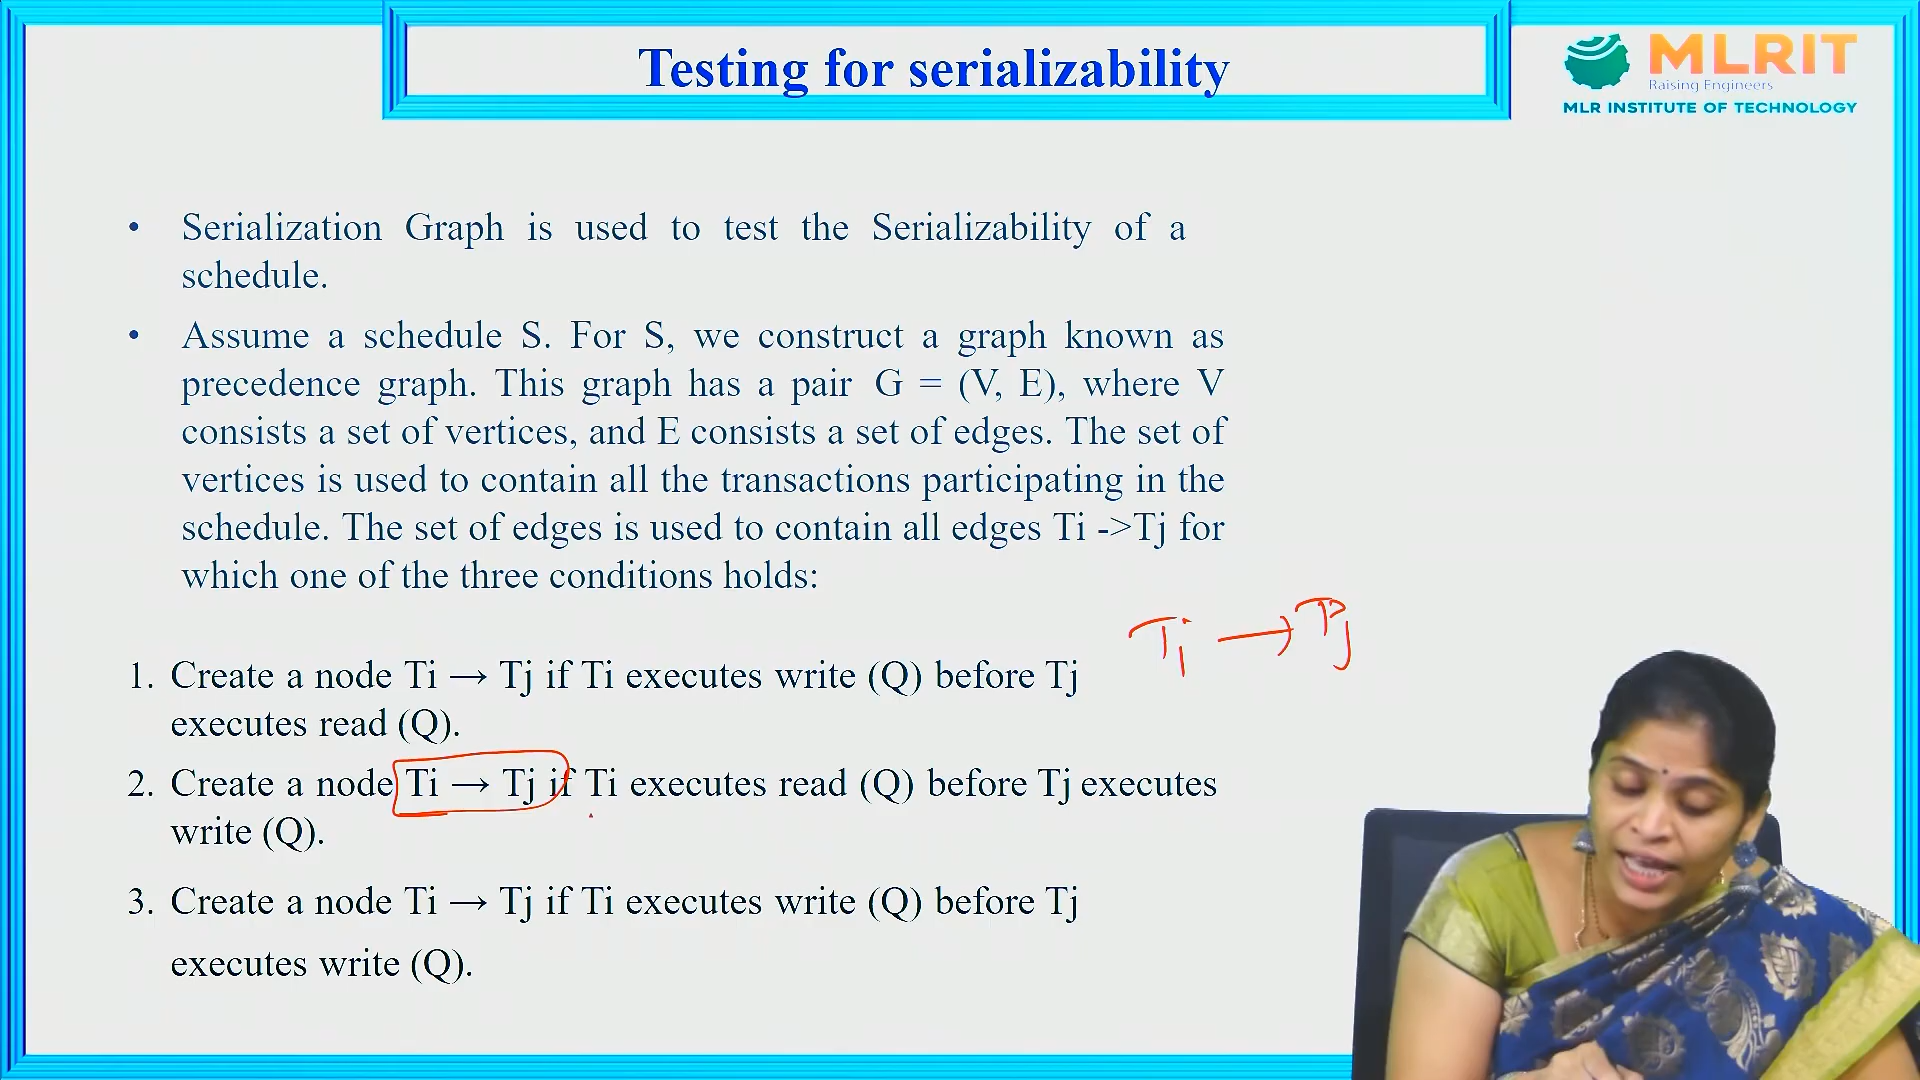 Testing for serializability
MLRIT
Raising Engineers
MLR INSTITUTE OF TECHNOLOGY
• Serialization Graph is used to test the Serializability of a
schedule.
• Assume a schedule S. For S, we construct a graph known as
precedence graph. This graph has a pair G = (V, E), where V
consists a set of vertices, and E consists a set of edges. The set of
vertices is used to contain all the transactions participating in the
schedule. The set of edges is used to contain all edges Ti ->Tj for
which one of the three conditions holds:
Ti → Tj
1. Create a node Ti → Tj if Ti executes write (Q) before Tj
executes read (Q).
2. Create a node Ti → Tj if Ti executes read (Q) before Tj executes
write (Q).
3. Create a node Ti → Tj if Ti executes write (Q) before Tj
executes write (Q).